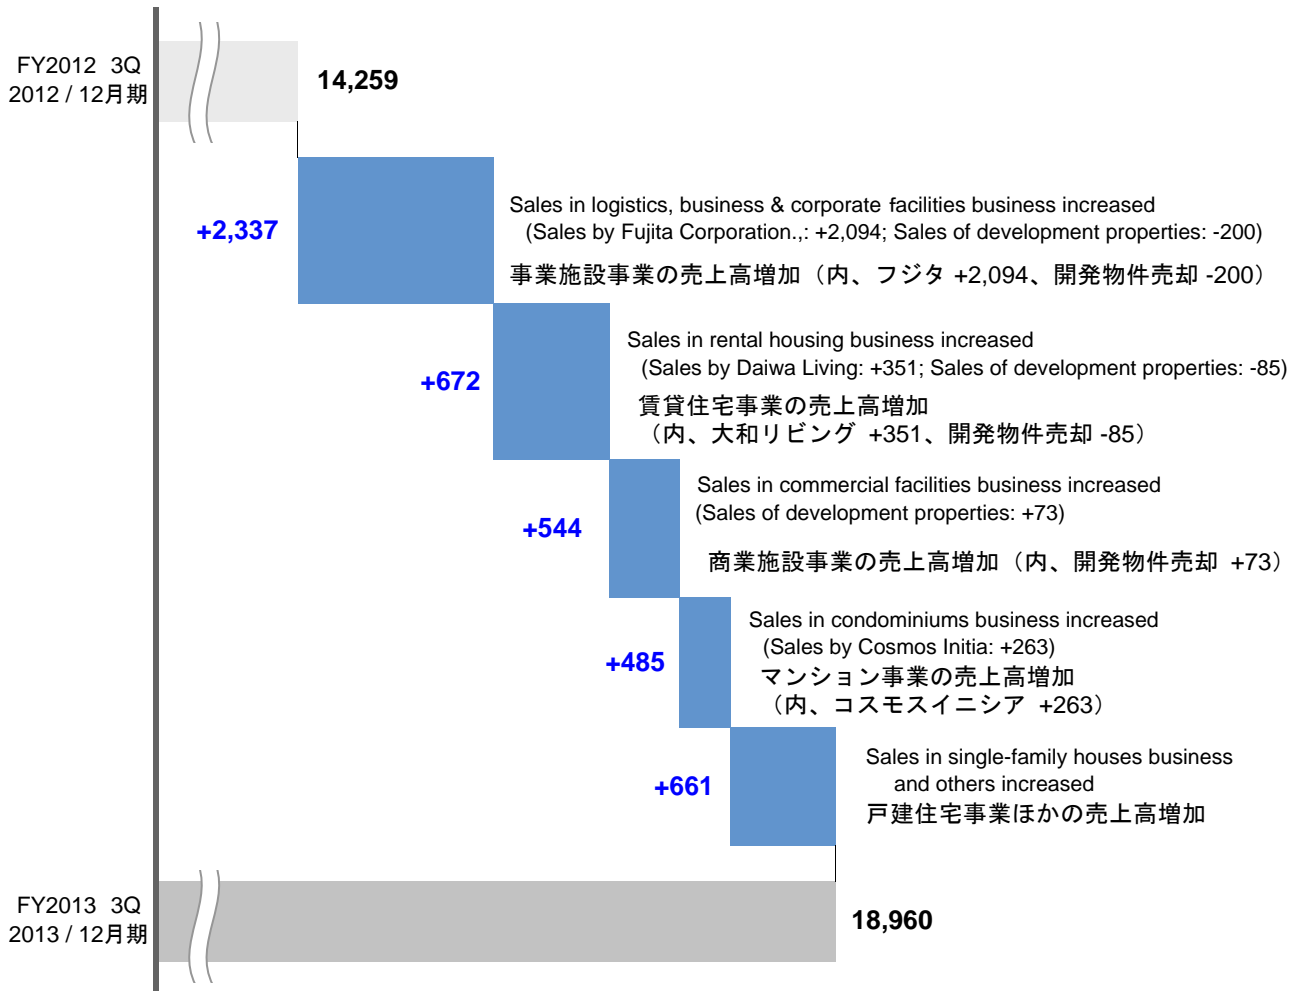 FY2012 3Q
2012 / 12月期
14,259
+2,337
Sales in logistics, business & corporate facilities business increased
(Sales by Fujita Corporation.,: +2,094; Sales of development properties: -200)
事業施設事業の売上高増加（内、フジタ +2,094、開発物件売却 -200）
+672
Sales in rental housing business increased
(Sales by Daiwa Living: +351; Sales of development properties: -85)
賃貸住宅事業の売上高増加
（内、大和リビング +351、開発物件売却 -85）
+544
Sales in commercial facilities business increased
(Sales of development properties: +73)
商業施設事業の売上高増加（内、開発物件売却 +73）
+485
Sales in condominiums business increased
(Sales by Cosmos Initia: +263)
マンション事業の売上高増加
（内、コスモスイニシア +263）
+661
Sales in single-family houses business
and others increased
戸建住宅事業ほかの売上高増加
FY2013 3Q
2013 / 12月期
18,960